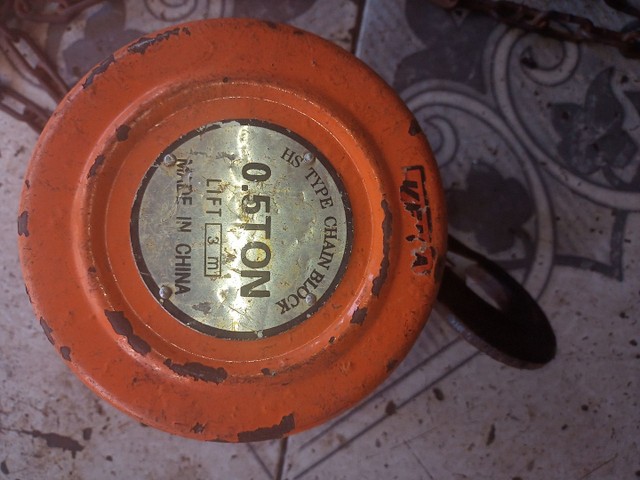 HS TYPE CHAIN BLOCK
0.5TON
LIFT 3 m
MADE IN CHINA